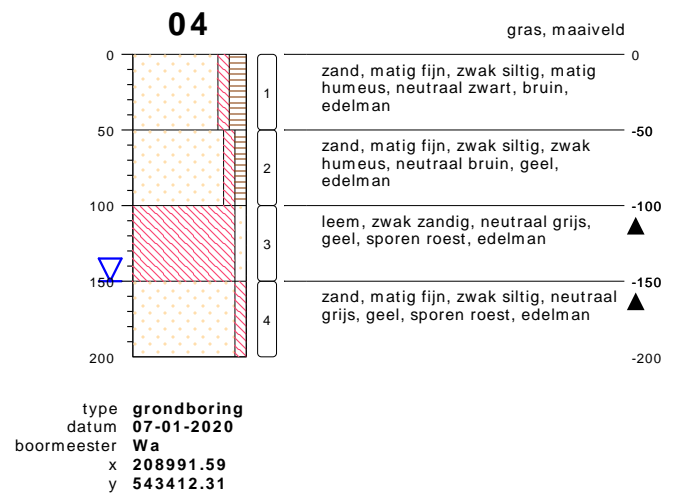 04
gras, maaiveld
0
0
zand, matig fijn, zwak siltig, matig
humeus, neutraal zwart, bruin,
edelman
1
50
-50
zand, matig fijn, zwak siltig, zwak
humeus, neutraal bruin, geel,
edelman
2
100
-100
leem, zwak zandig, neutraal grijs,
geel, sporen roest, edelman
3
150
-150
zand, matig fijn, zwak siltig, neutraal
grijs, geel, sporen roest, edelman
4
200
-200
type grondboring
datum 07-01-2020
boormeester Wa
x 208991.59
y 543412.31